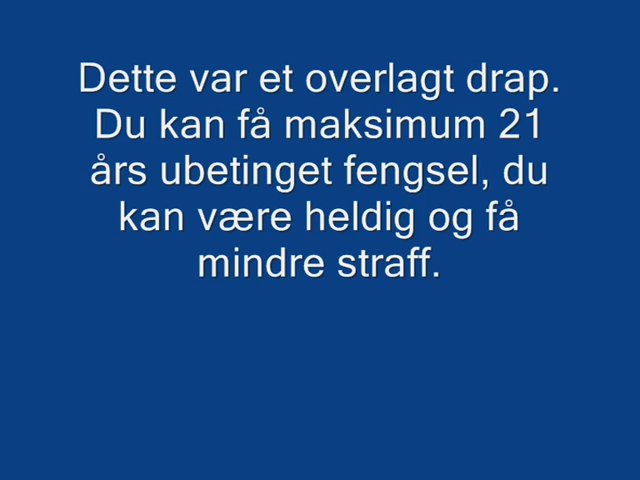 Dette var et overlagt drap.
Du kan få maksimum 21
års ubetinget fengsel, du
kan være heldig og få
mindre straff.